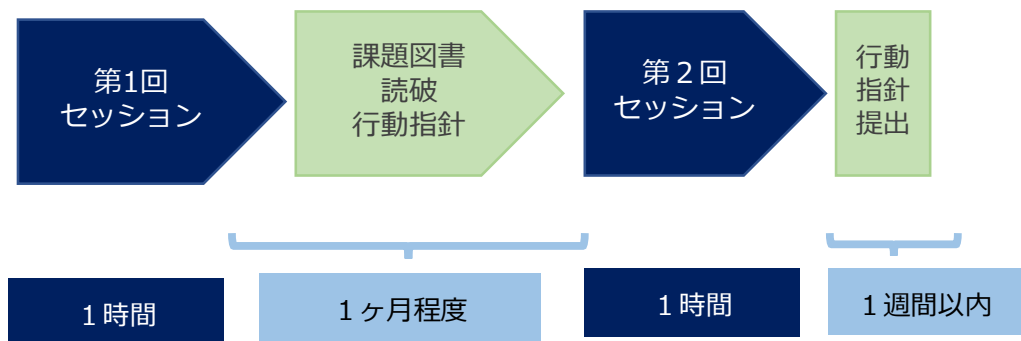 第1回
セッション
課題図書
読破
行動指針
第２回
セッション
行動
指針
提出
１時間
１ヶ月程度
１時間
１週間以内